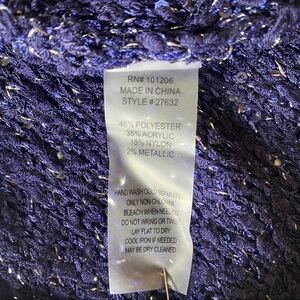 RN# 101206
MADE IN CHINA
STYLE # 27632
45% POLYESTER
35% ACRYLIC
18% NYLON
2% METALLIC
HAND WASH COLD SEPARATELY
ONLY NON-CHLORINE
BLEACH WHEN NEEDED
DO NOT WRING OR TWIST
LAY FLAT TO DRY
COOL IRON IF NEEDED
MAY BE DRY CLEANED